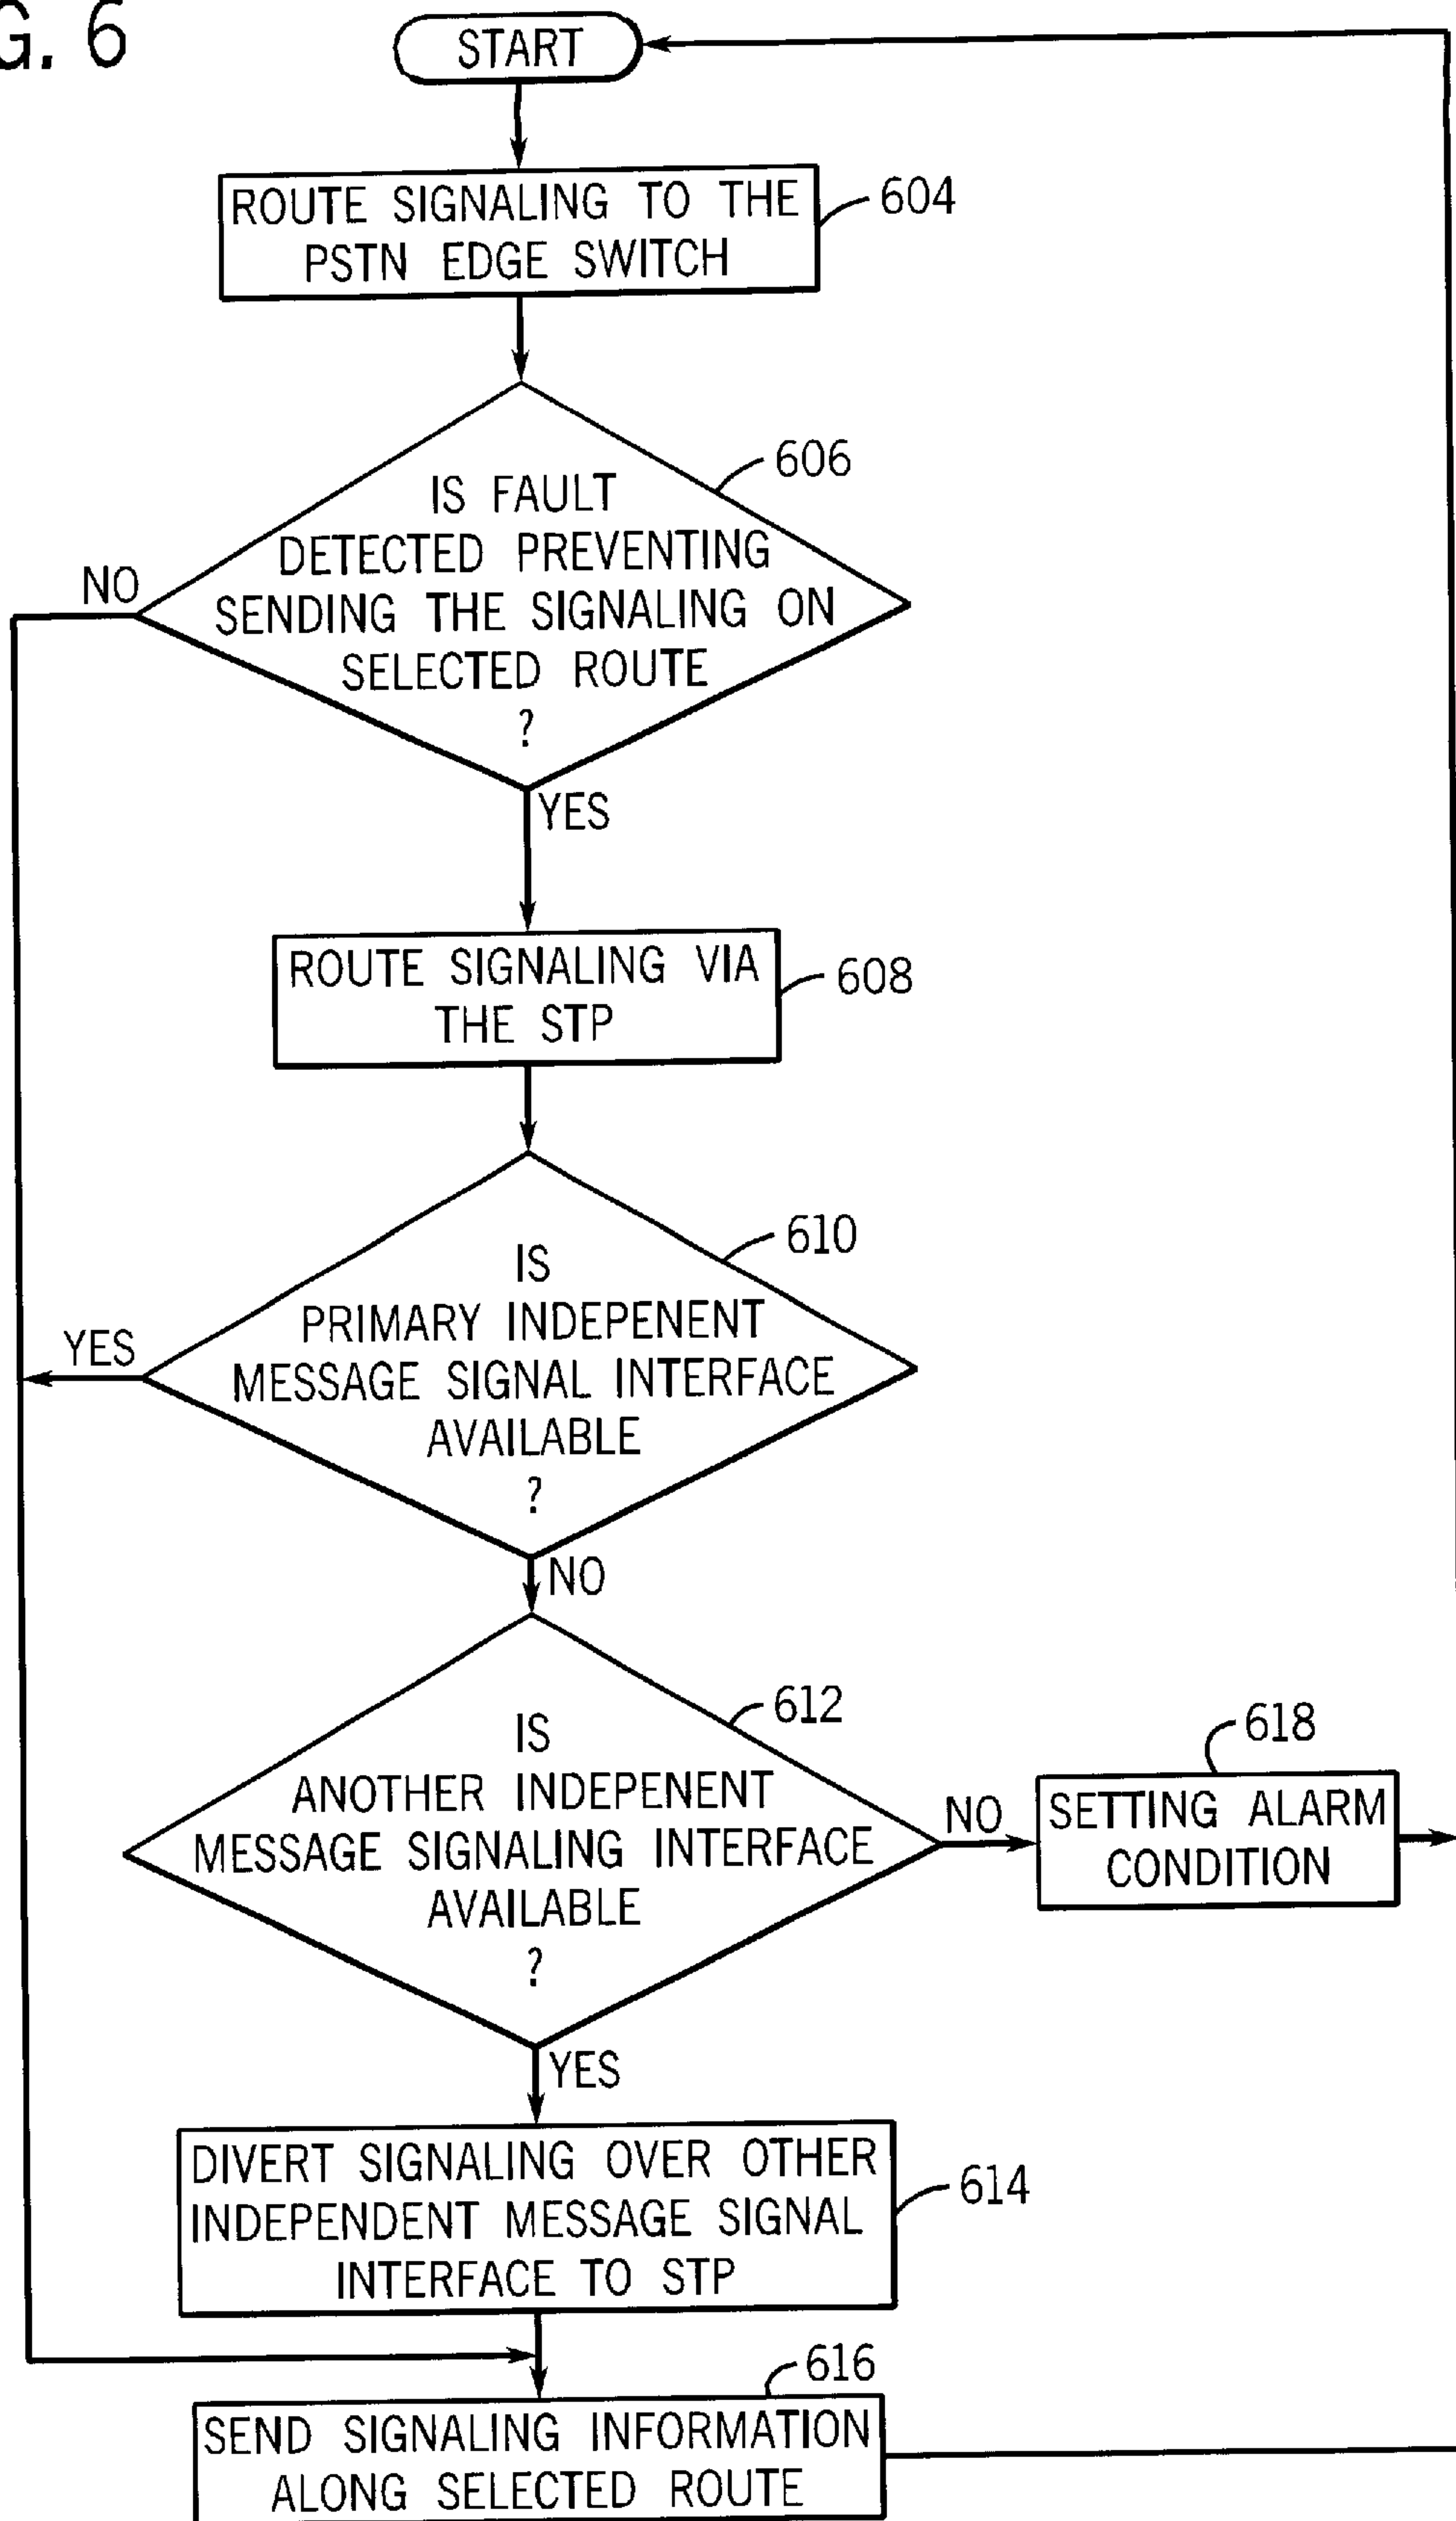 G. 6
START
ROUTE SIGNALING TO THE
PSTN EDGE SWITCH
604
IS FAULT
DETECTED PREVENTING
SENDING THE SIGNALING ON
SELECTED ROUTE
?
606
NO
YES
ROUTE SIGNALING VIA
THE STP
608
IS
PRIMARY INDEPENENT
MESSAGE SIGNAL INTERFACE
AVAILABLE
?
610
YES
NO
IS
ANOTHER INDEPENENT
MESSAGE SIGNALING INTERFACE
AVAILABLE
?
612
NO
SETTING ALARM
CONDITION
618
YES
DIVERT SIGNALING OVER OTHER
INDEPENDENT MESSAGE SIGNAL
INTERFACE TO STP
614
SEND SIGNALING INFORMATION
ALONG SELECTED ROUTE
616